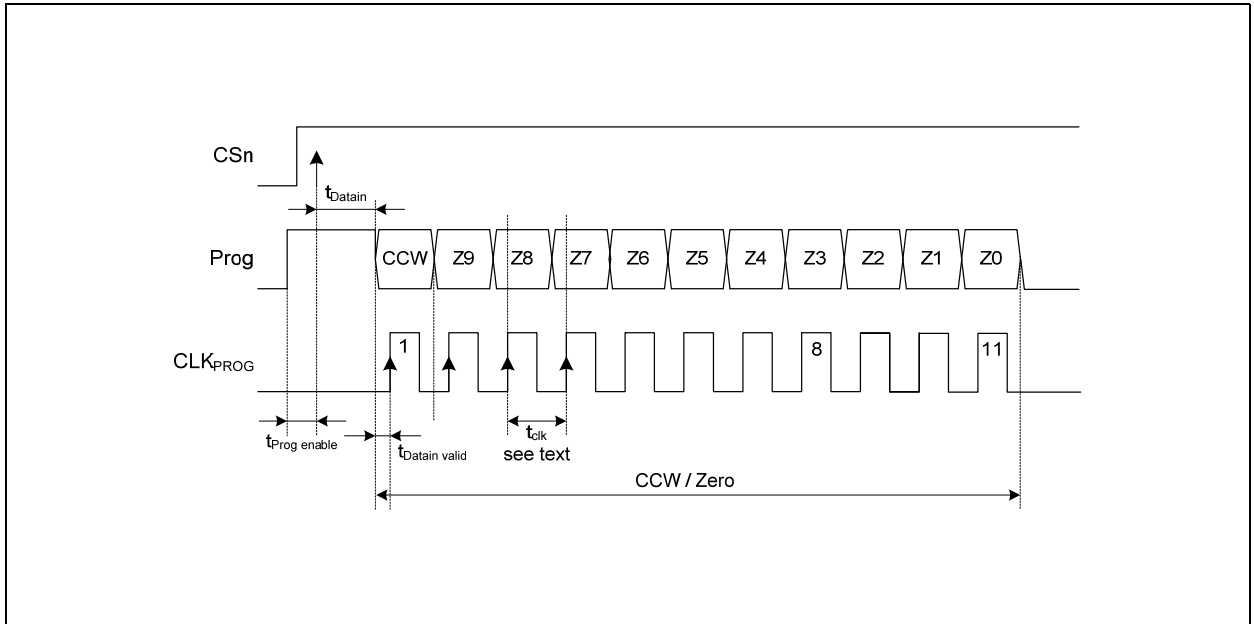 CSn
tDatain
Prog
CCW Z9 Z8 Z7 Z6 Z5 Z4 Z3 Z2 Z1 Z0
CLKPROG
1 8 11
tProg enable
tDatain valid
tclk
see text
CCW / Zero